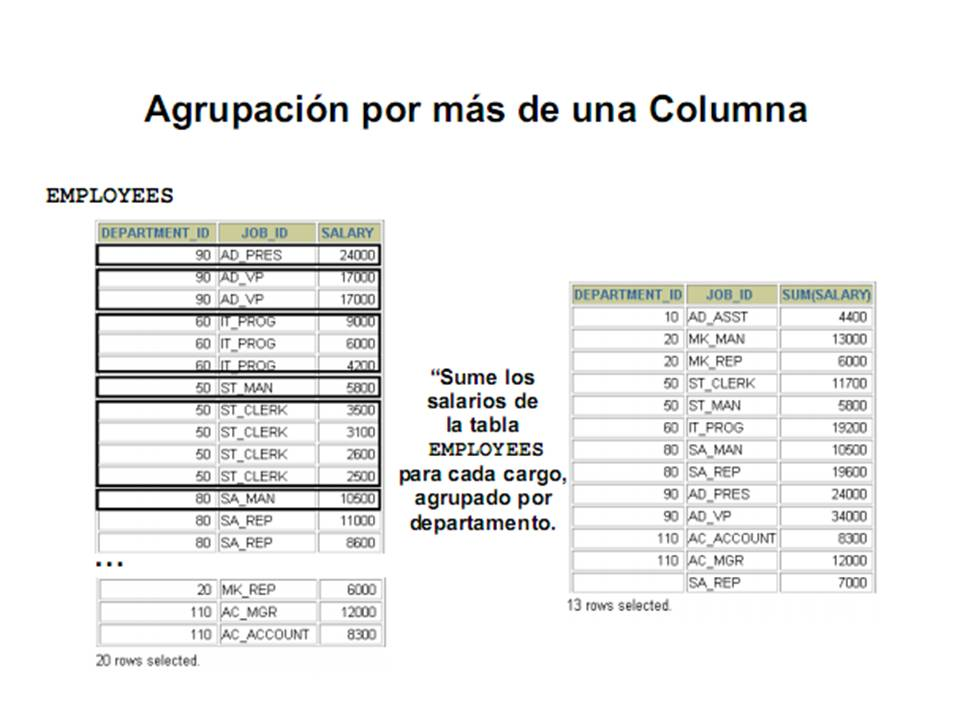 Agrupación por más de una Columna
EMPLOYEES
DEPARTMENT_ID JOB_ID SALARY
90 AD_PRES 24000
90 AD_VP 17000
90 AD_VP 17000
60 IT_PROG 9000
60 IT_PROG 6000
60 IT_PROG 4200
50 ST_MAN 5800
50 ST_CLERK 3500
50 ST_CLERK 3100
50 ST_CLERK 2600
50 ST_CLERK 2500
80 SA_MAN 10500
80 SA_REP 11000
80 SA_REP 8600
...
20 MK_REP 6000
110 AC_MGR 12000
110 AC_ACCOUNT 8300
20 rows selected.
“Sume los
salarios de
la tabla
EMPLOYEES
para cada cargo,
agrupado por
departamento.
DEPARTMENT_ID JOB_ID SUM(SALARY)
10 AD_ASST 4400
20 MK_MAN 13000
20 MK_REP 6000
50 ST_CLERK 11700
50 ST_MAN 5800
60 IT_PROG 19200
80 SA_MAN 10500
80 SA_REP 19600
90 AD_PRES 24000
90 AD_VP 34000
110 AC_ACCOUNT 8300
110 AC_MGR 12000
SA_REP 7000
13 rows selected.